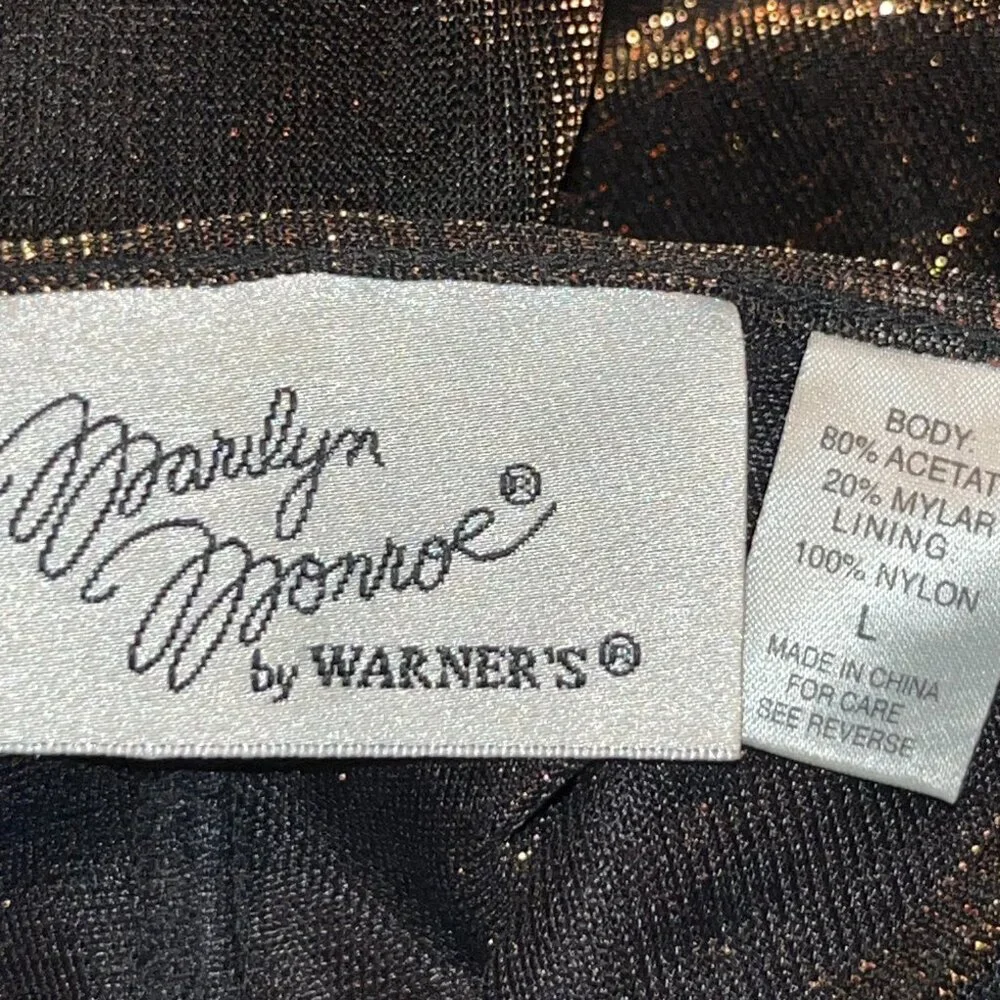 Marilyn
Monroe®
by WARNER'S®
BODY:
80% ACETAT
20% MYLAR
LINING
100% NYLON
L
MADE IN CHINA
FOR CARE
SEE REVERSE